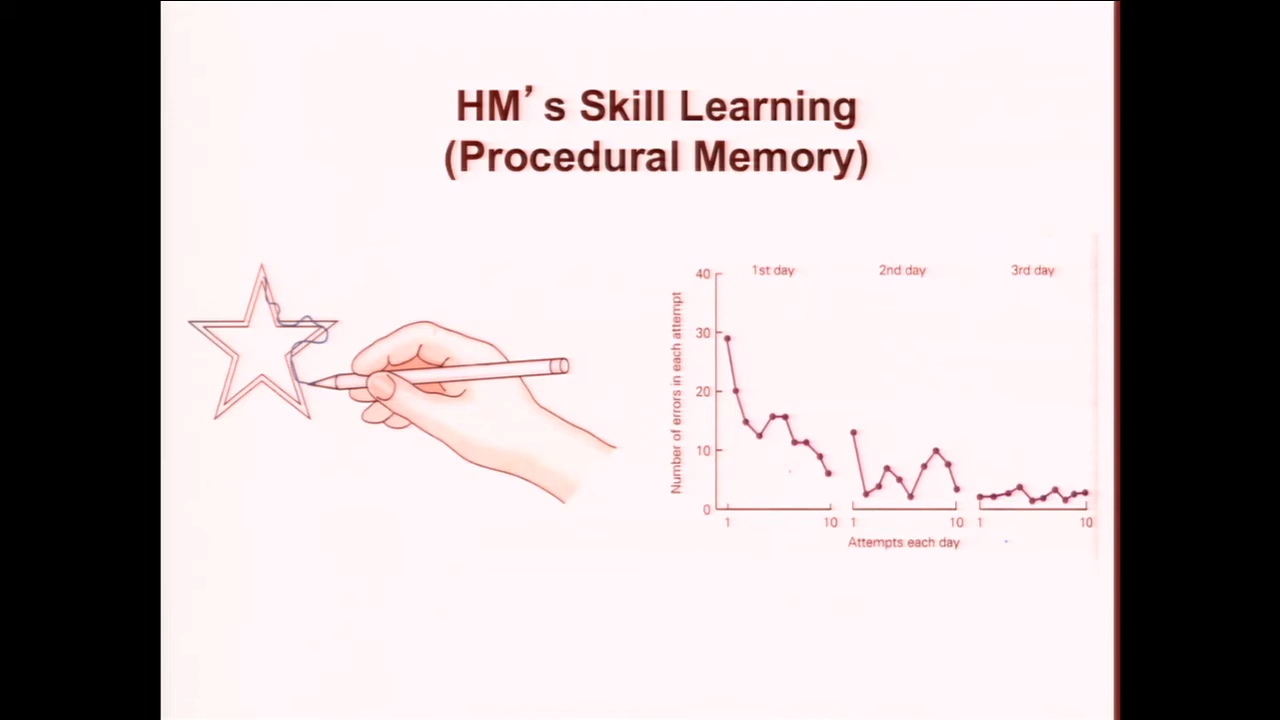 HM's Skill Learning
(Procedural Memory)
1st day
2nd day
3rd day
Number of errors in each attempt
40
30
20
10
0
1
10
1
10
1
10
Attempts each day